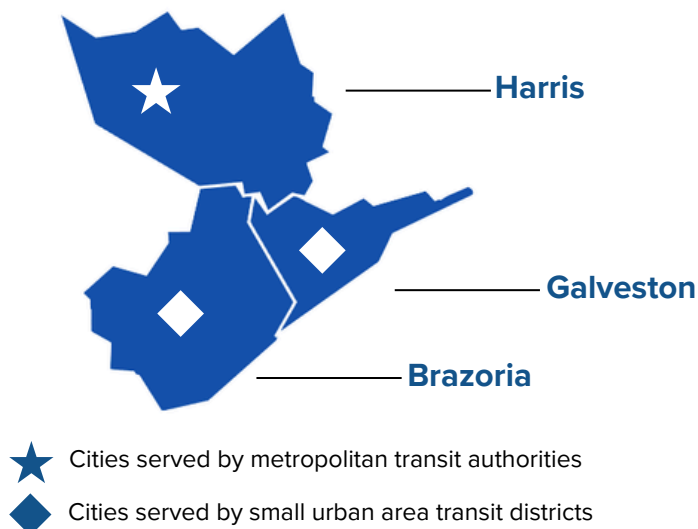 Harris
Galveston
Brazoria
Cities served by metropolitan transit authorities
Cities served by small urban area transit districts